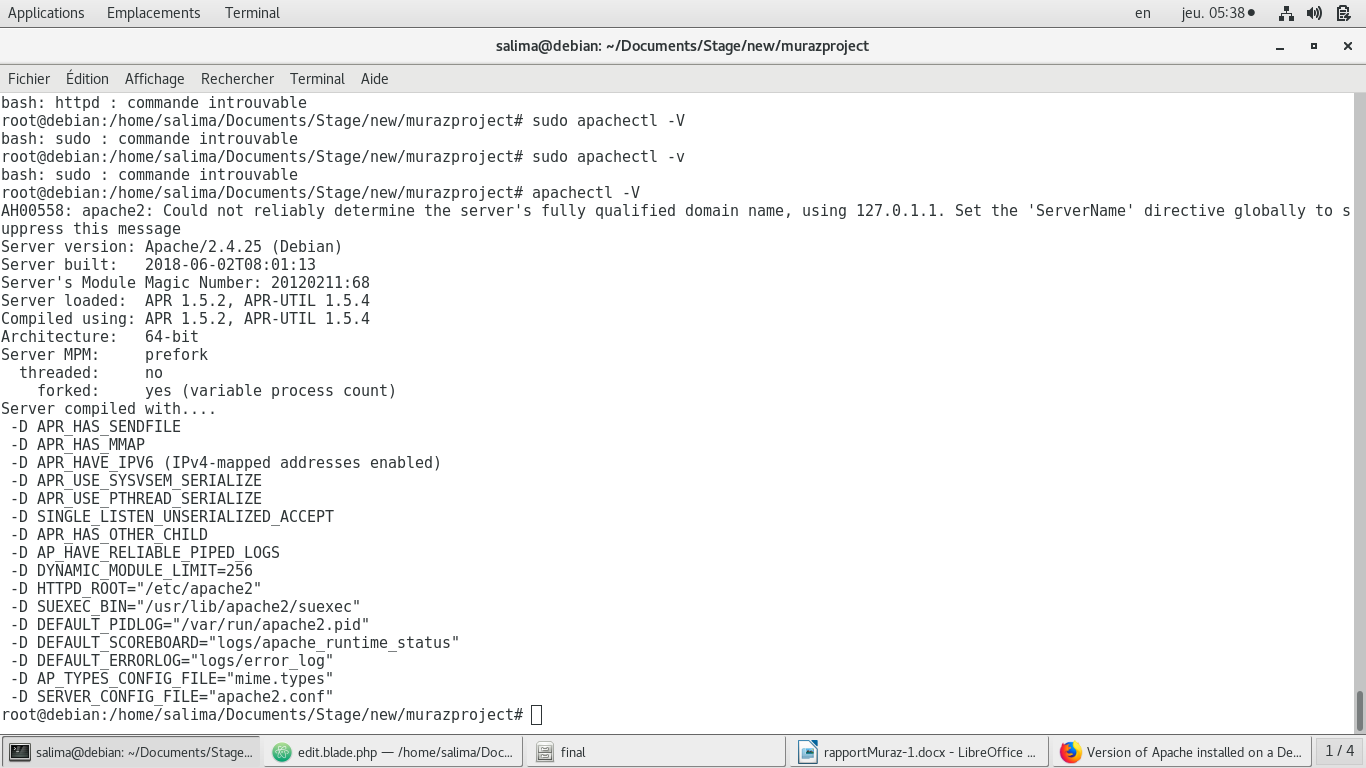 Applications Emplacements Terminal en jeu. 05:38●
salima@debian: ~/Documents/Stage/new/murazproject
Fichier Édition Affichage Rechercher Terminal Aide
bash: httpd : commande introuvable
root@debian:/home/salima/Documents/Stage/new/murazproject# sudo apachectl -V
bash: sudo : commande introuvable
root@debian:/home/salima/Documents/Stage/new/murazproject# sudo apachectl -v
bash: sudo : commande introuvable
root@debian:/home/salima/Documents/Stage/new/murazproject# apachectl -V
AH00558: apache2: Could not reliably determine the server's fully qualified domain name, using 127.0.1.1. Set the 'ServerName' directive globally to s
uppress this message
Server version: Apache/2.4.25 (Debian)
Server built:   2018-06-02T08:01:13
Server's Module Magic Number: 20120211:68
Server loaded:  APR 1.5.2, APR-UTIL 1.5.4
Compiled using: APR 1.5.2, APR-UTIL 1.5.4
Architecture:   64-bit
Server MPM:     prefork
  threaded:     no
    forked:     yes (variable process count)
Server compiled with....
 -D APR_HAS_SENDFILE
 -D APR_HAS_MMAP
 -D APR_HAVE_IPV6 (IPv4-mapped addresses enabled)
 -D APR_USE_SYSVSEM_SERIALIZE
 -D APR_USE_PTHREAD_SERIALIZE
 -D SINGLE_LISTEN_UNSERIALIZED_ACCEPT
 -D APR_HAS_OTHER_CHILD
 -D AP_HAVE_RELIABLE_PIPED_LOGS
 -D DYNAMIC_MODULE_LIMIT=256
 -D HTTPD_ROOT="/etc/apache2"
 -D SUEXEC_BIN="/usr/lib/apache2/suexec"
 -D DEFAULT_PIDLOG="/var/run/apache2.pid"
 -D DEFAULT_SCOREBOARD="logs/apache_runtime_status"
 -D DEFAULT_ERRORLOG="logs/error_log"
 -D AP_TYPES_CONFIG_FILE="mime.types"
 -D SERVER_CONFIG_FILE="apache2.conf"
root@debian:/home/salima/Documents/Stage/new/murazproject#
salima@debian: ~/Documents/Stage... edit.blade.php — /home/salima/Doc... final rapportMuraz-1.docx - LibreOffice ... Version of Apache installed on a De... 1 / 4